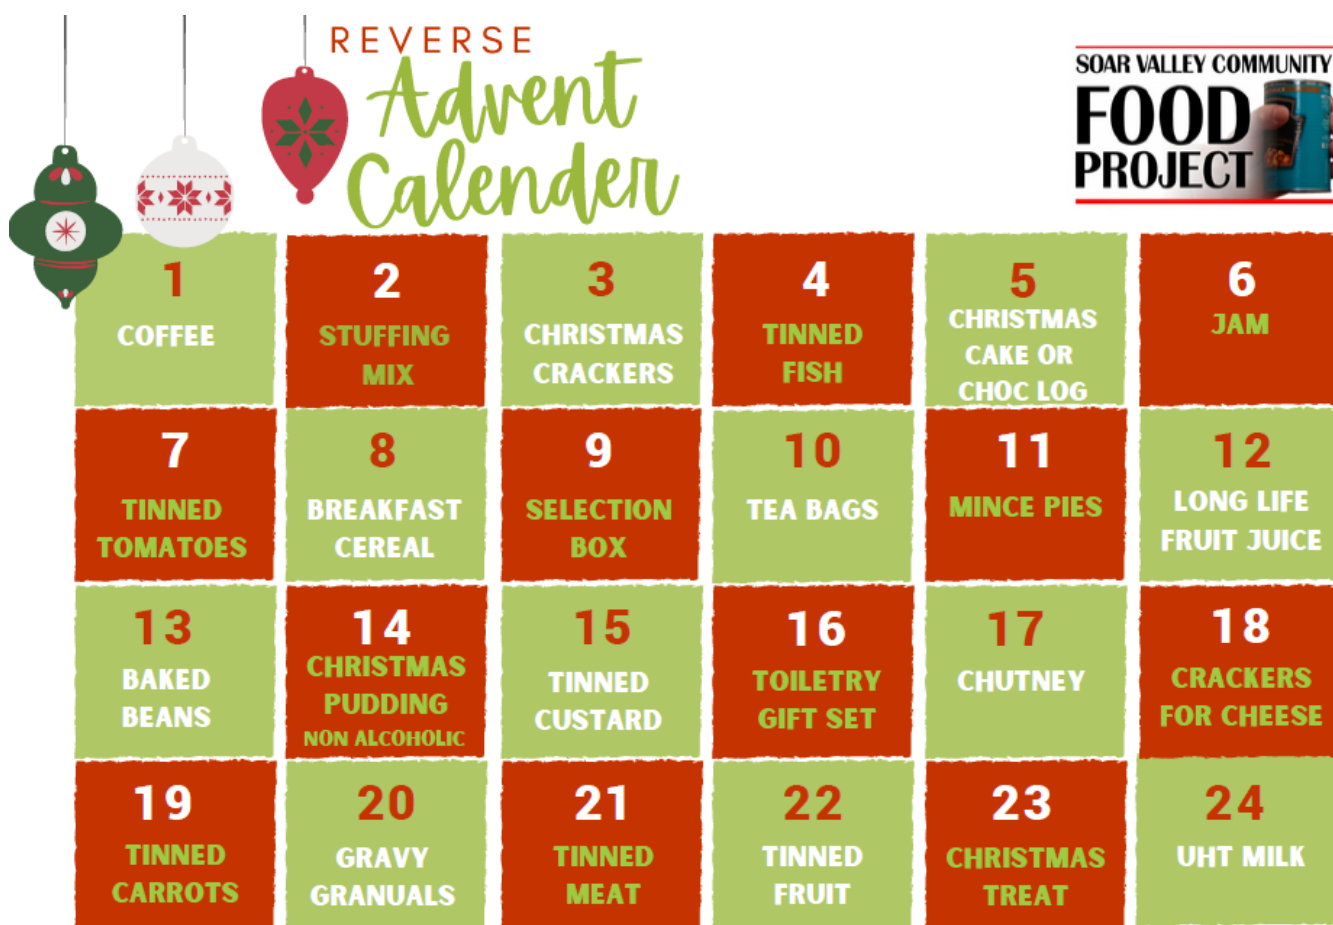 REVERSE
Advent
Calender
SOAR VALLEY COMMUNITY
FOOD
PROJECT
1
COFFEE
2
STUFFING
MIX
3
CHRISTMAS
CRACKERS
4
TINNED
FISH
5
CHRISTMAS
CAKE OR
CHOC LOG
6
JAM
7
TINNED
TOMATOES
8
BREAKFAST
CEREAL
9
SELECTION
BOX
10
TEA BAGS
11
MINCE PIES
12
LONG LIFE
FRUIT JUICE
13
BAKED
BEANS
14
CHRISTMAS
PUDDING
NON ALCOHOLIC
15
TINNED
CUSTARD
16
TOILETRY
GIFT SET
17
CHUTNEY
18
CRACKERS
FOR CHEESE
19
TINNED
CARROTS
20
GRAVY
GRANUALS
21
TINNED
MEAT
22
TINNED
FRUIT
23
CHRISTMAS
TREAT
24
UHT MILK